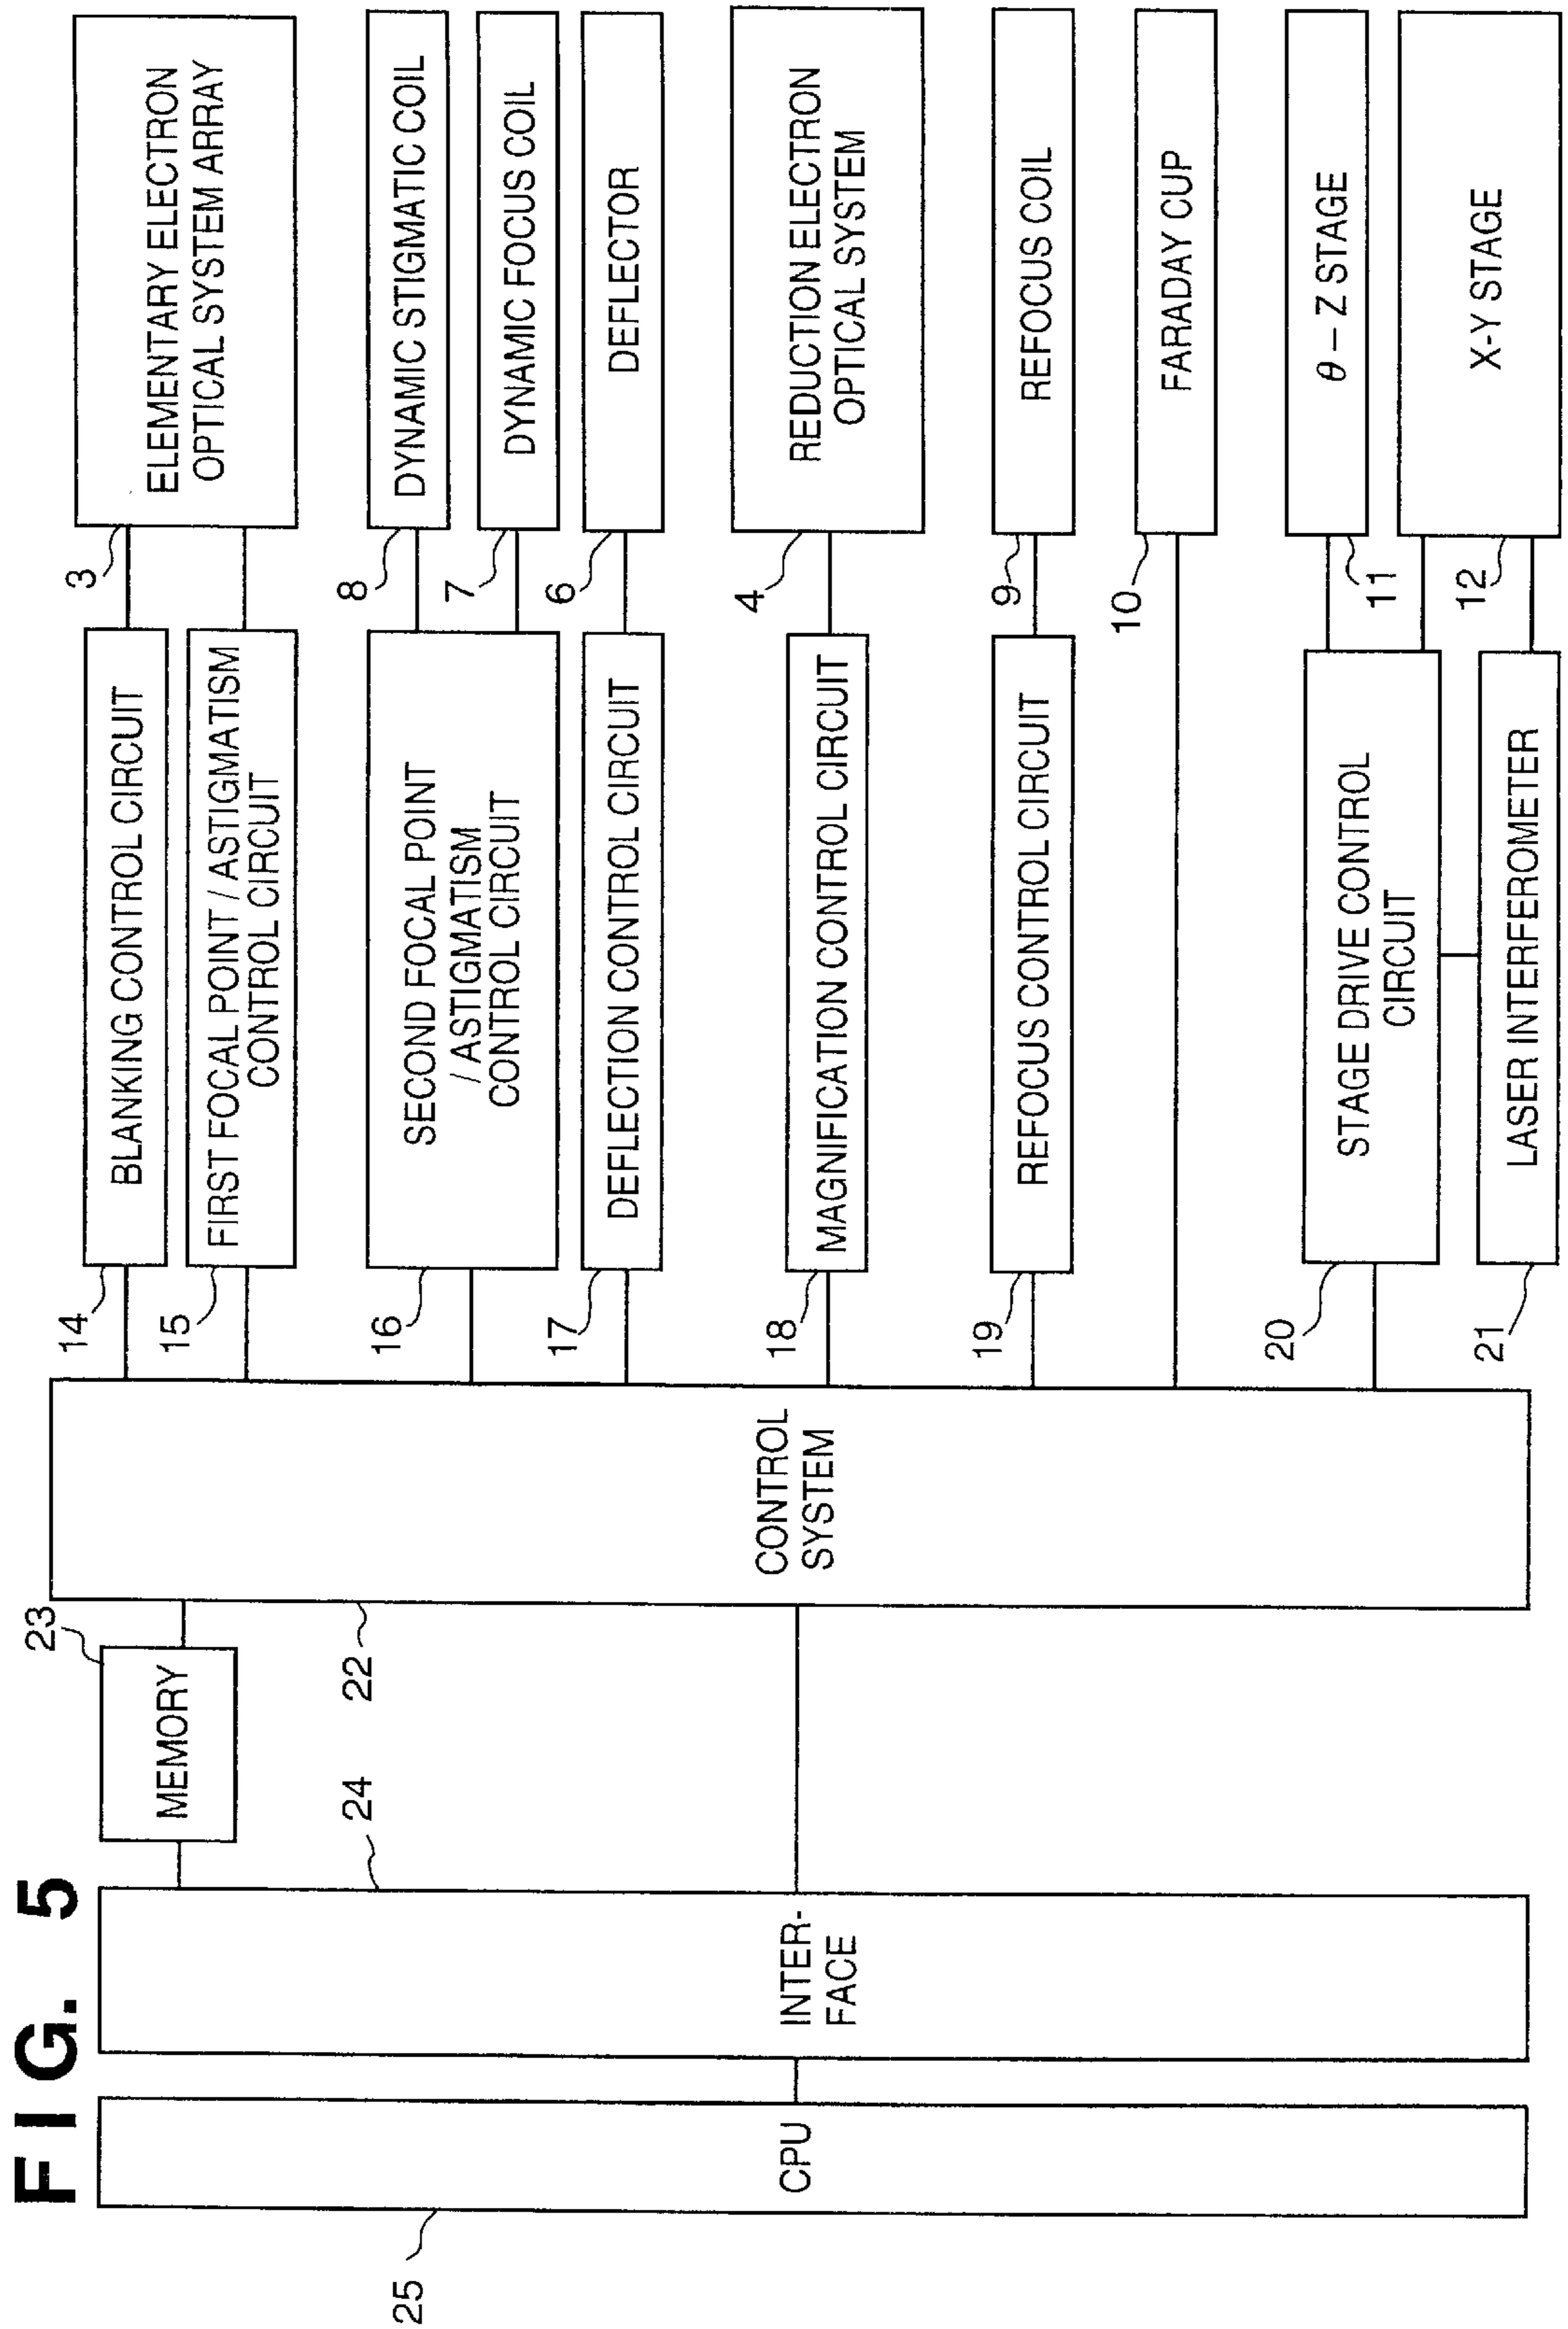 FIG. 5
3
ELEMENTARY ELECTRON
OPTICAL SYSTEM ARRAY
14
BLANKING CONTROL CIRCUIT
15
FIRST FOCAL POINT / ASTIGMATISM
CONTROL CIRCUIT
8
DYNAMIC STIGMATIC COIL
7
DYNAMIC FOCUS COIL
16
SECOND FOCAL POINT
/ ASTIGMATISM
CONTROL CIRCUIT
6
DEFLECTOR
17
DEFLECTION CONTROL CIRCUIT
4
REDUCTION ELECTRON
OPTICAL SYSTEM
18
MAGNIFICATION CONTROL CIRCUIT
9
REFOCUS COIL
19
REFOCUS CONTROL CIRCUIT
10
FARADAY CUP
11
θ – Z STAGE
12
X-Y STAGE
20
STAGE DRIVE CONTROL
CIRCUIT
21
LASER INTERFEROMETER
22
CONTROL
SYSTEM
23
MEMORY
24
INTER-
FACE
25
CPU